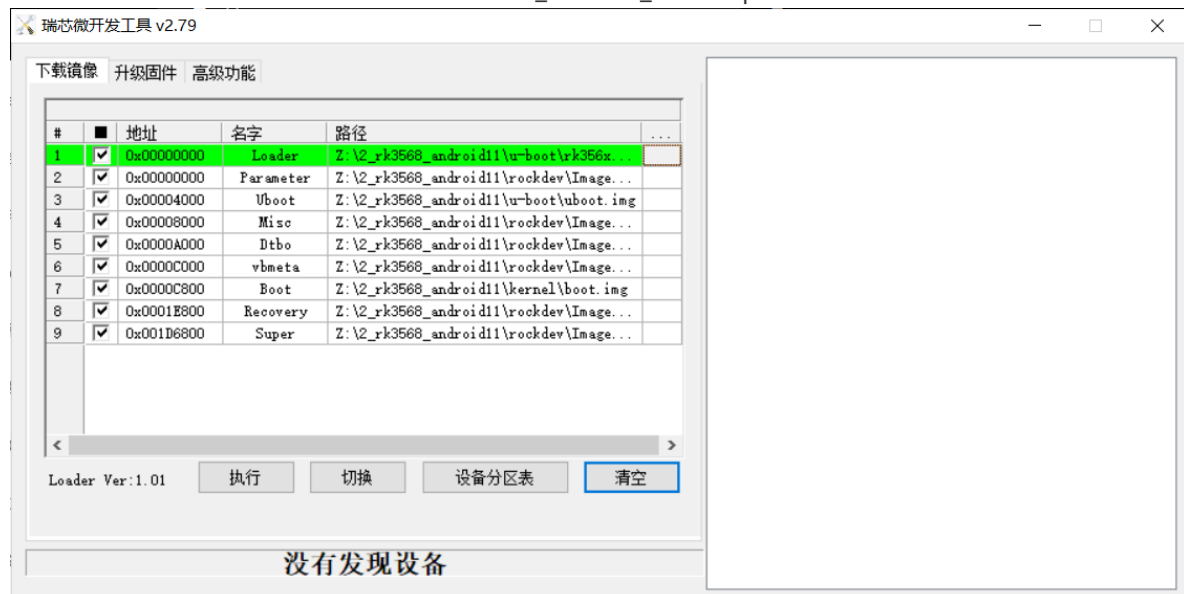 瑞芯微开发工具 v2.79
下载镜像 升级固件 高级功能
# 地址 名字 路径 ...
1 0x00000000 Loader Z:\2_rk3568_android11\u-boot\rk356x...
2 0x00000000 Parameter Z:\2_rk3568_android11\rockdev\Image...
3 0x00004000 Uboot Z:\2_rk3568_android11\u-boot\uboot.img
4 0x00008000 Misc Z:\2_rk3568_android11\rockdev\Image...
5 0x0000A000 Dtbo Z:\2_rk3568_android11\rockdev\Image...
6 0x0000C000 vbmeta Z:\2_rk3568_android11\rockdev\Image...
7 0x0000C800 Boot Z:\2_rk3568_android11\kernel\boot.img
8 0x0001E800 Recovery Z:\2_rk3568_android11\rockdev\Image...
9 0x001D6800 Super Z:\2_rk3568_android11\rockdev\Image...
Loader Ver:1.01 执行 切换 设备分区表 清空
没有发现设备